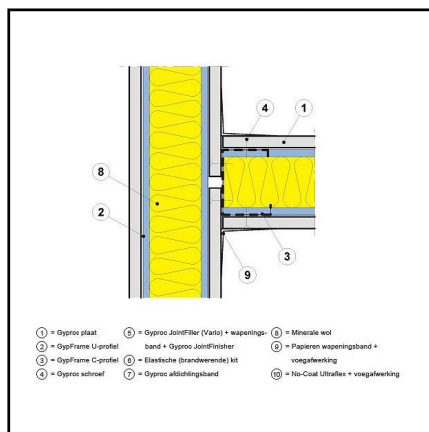 4
1
8
2
3
9
1 = Gyproc plaat
2 = GypFrame U-profiel
3 = GypFrame C-profiel
4 = Gyproc schroef
5 = Gyproc JointFiller (Vario) + wapenings-
band + Gyproc JointFinisher
6 = Elastische (brandwerende) kit
7 = Gyproc afdichtingsband
8 = Minerale wol
9 = Papieren wapeningsband +
voegafwerking
10 = No-Coat Ultraflex + voegafwerking